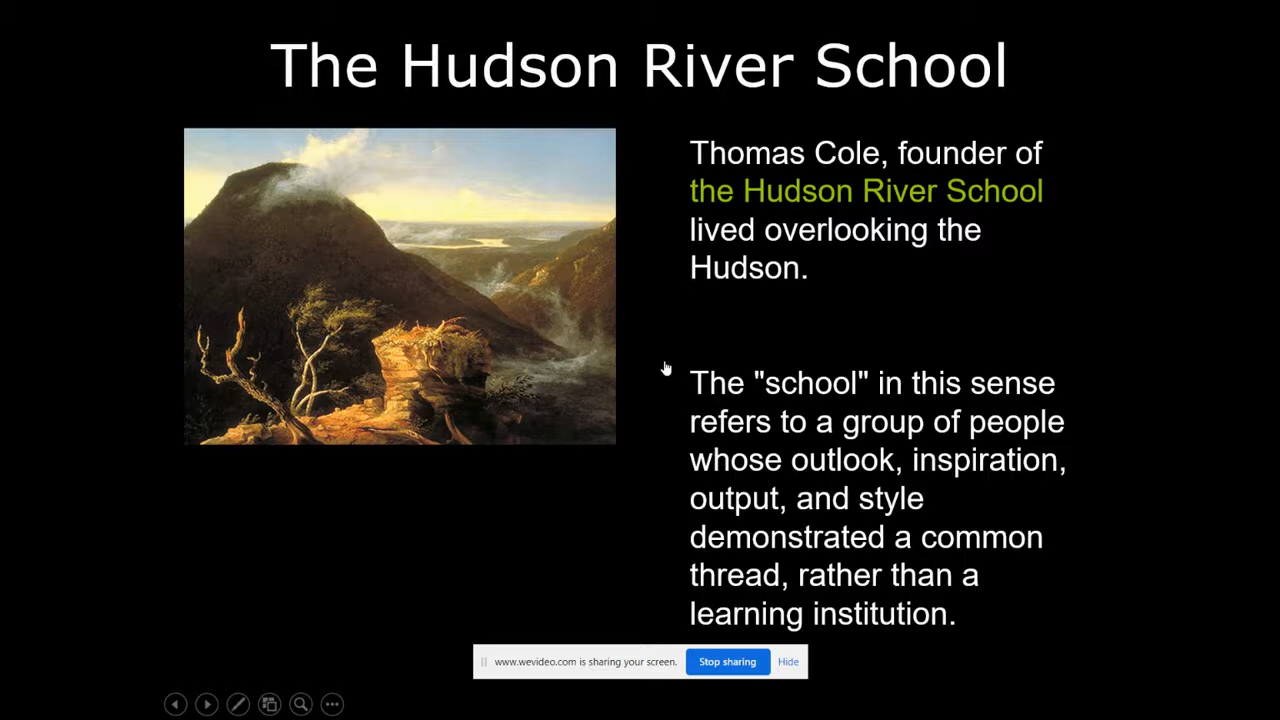 The Hudson River School
Thomas Cole, founder of
the Hudson River School
lived overlooking the
Hudson.
The "school" in this sense
refers to a group of people
whose outlook, inspiration,
output, and style
demonstrated a common
thread, rather than a
learning institution.
www.wevideo.com is sharing your screen. Stop sharing Hide